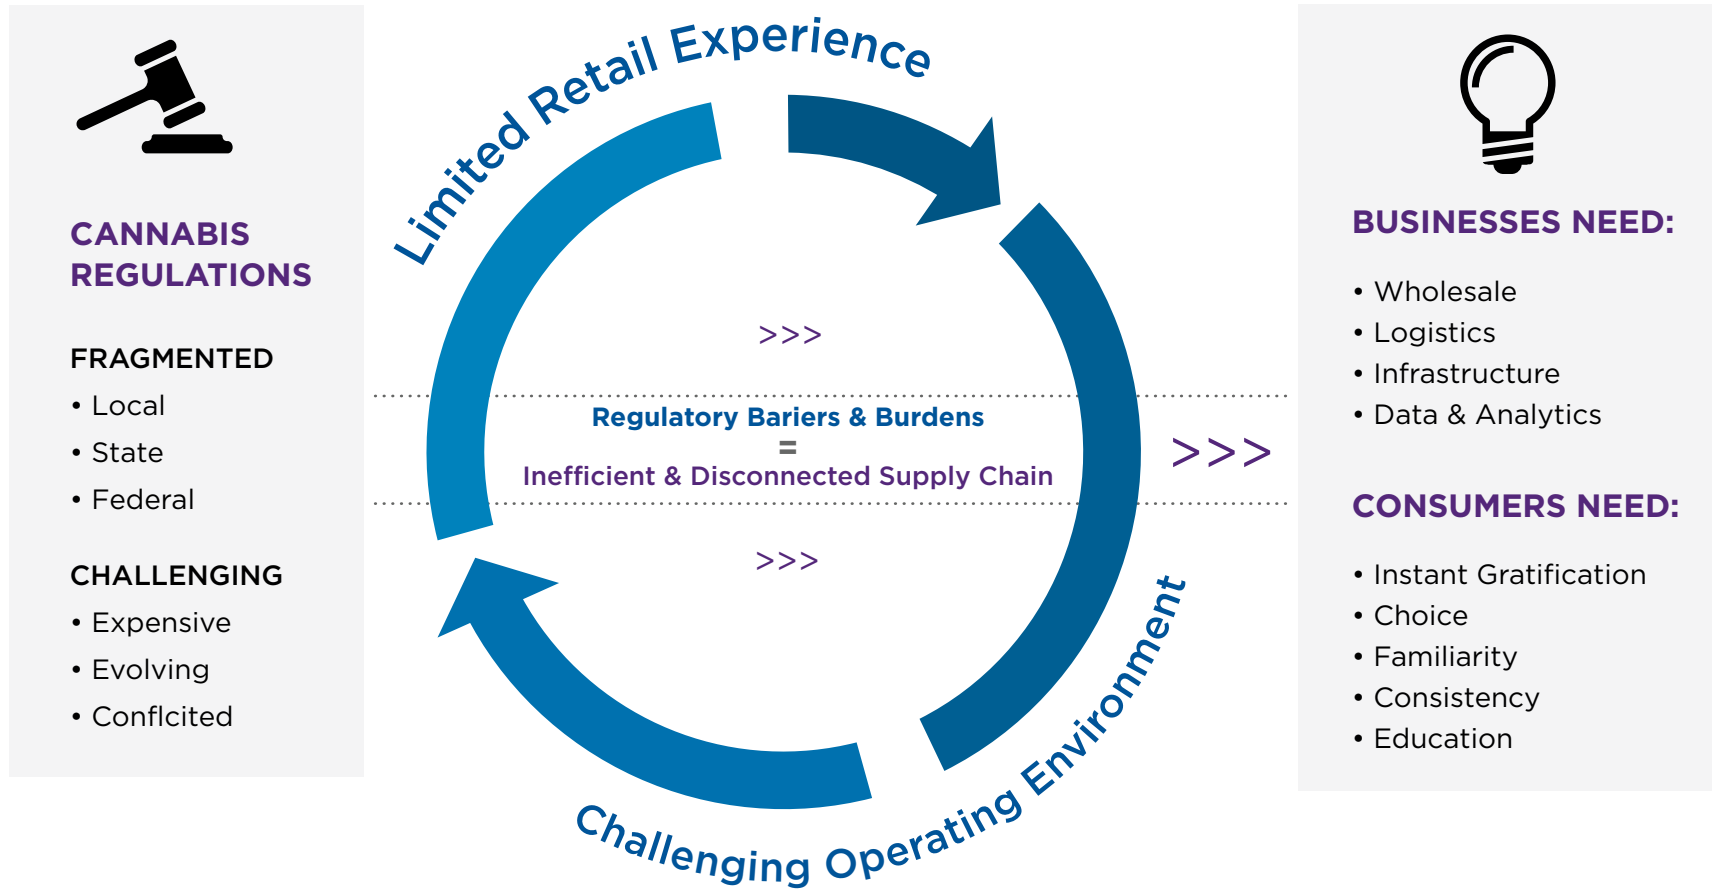 CANNABIS
REGULATIONS
FRAGMENTED
• Local
• State
• Federal
CHALLENGING
• Expensive
• Evolving
• Conflcited
Limited Retail Experience
>>>
Regulatory Bariers & Burdens
=
Inefficient & Disconnected Supply Chain
>>>
>>>
Challenging Operating Environment
BUSINESSES NEED:
• Wholesale
• Logistics
• Infrastructure
• Data & Analytics
CONSUMERS NEED:
• Instant Gratification
• Choice
• Familiarity
• Consistency
• Education